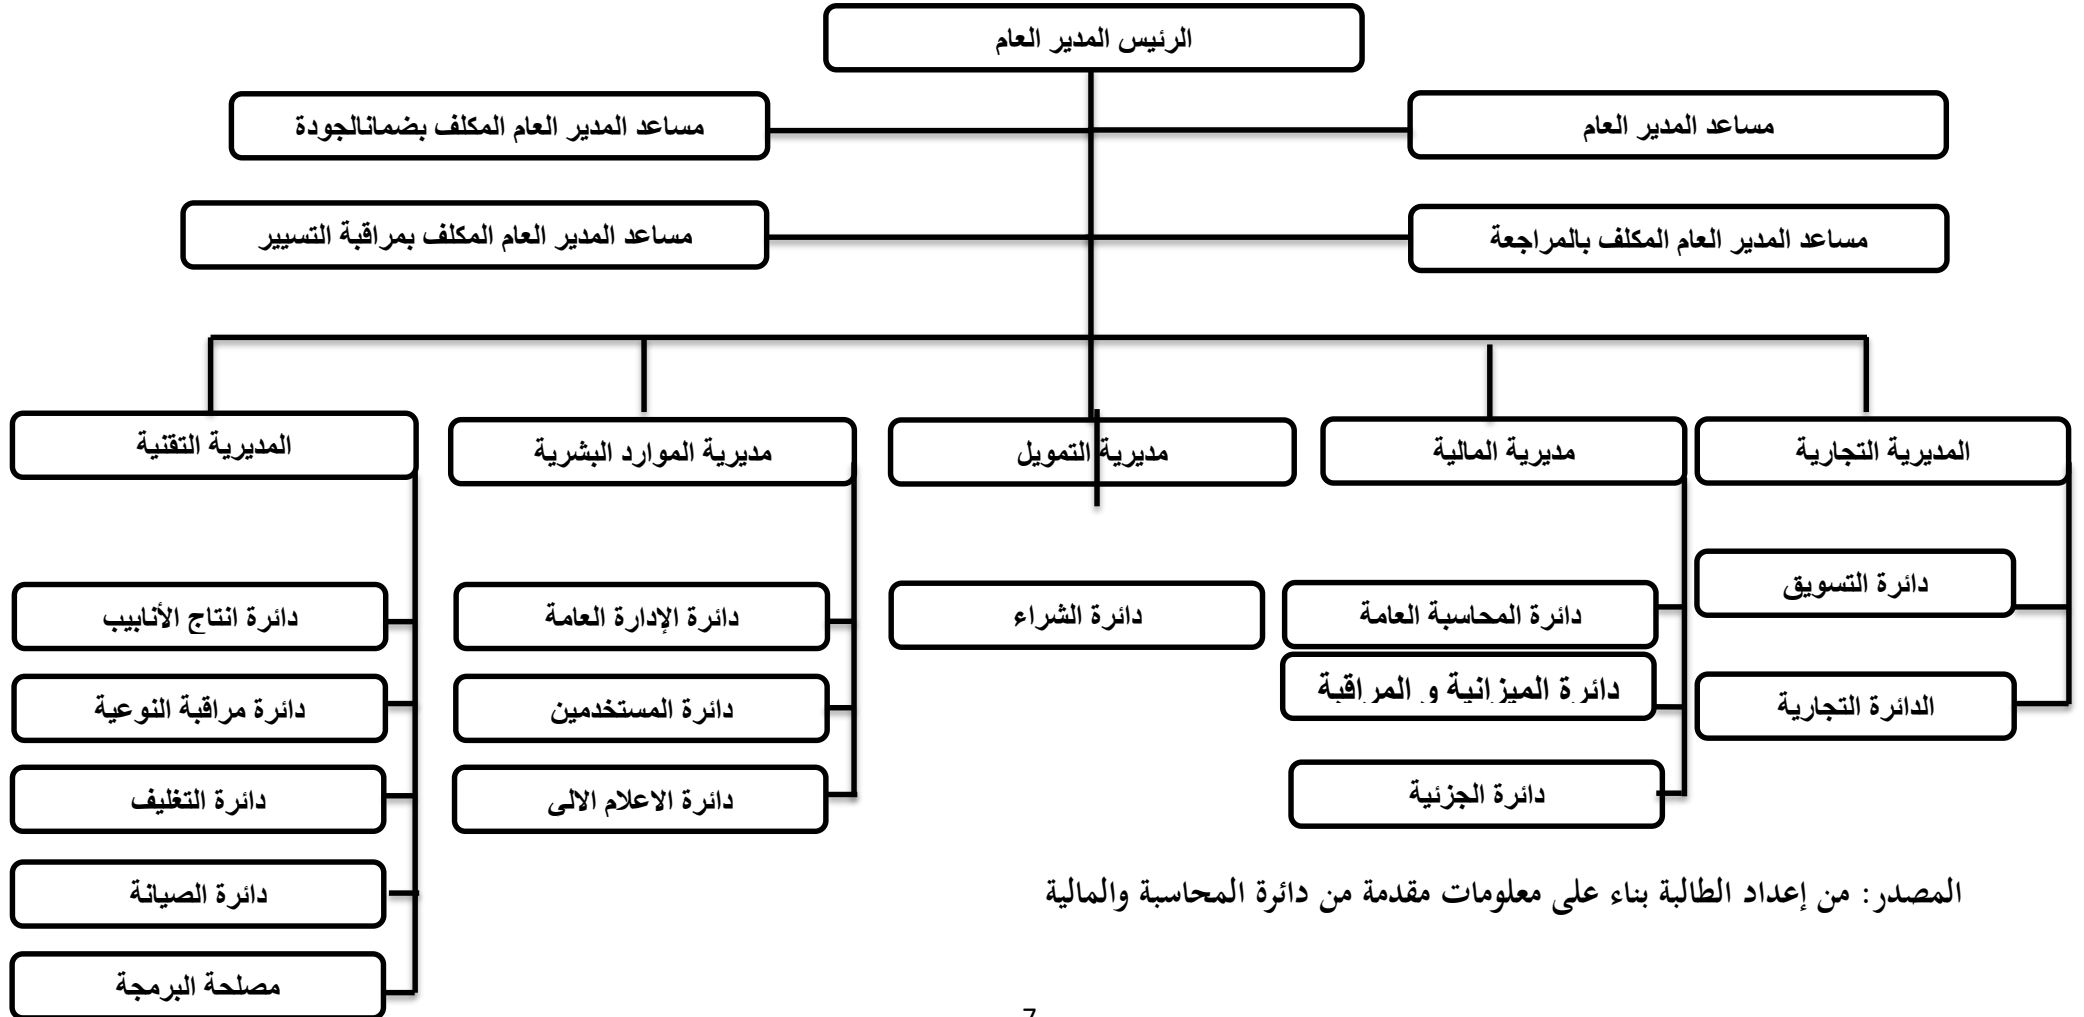 الرئيس المدير العام
مساعد المدير العام
مساعد المدير العام المكلف بضمانالجودة
مساعد المدير العام المكلف بالمراجعة
مساعد المدير العام المكلف بمراقبة التسيير
المديرية التجارية
مديرية المالية
مديرية التمويل
مديرية الموارد البشرية
المديرية التقنية
دائرة التسويق
دائرة المحاسبة العامة
دائرة الشراء
دائرة الإدارة العامة
دائرة انتاج الأنابيب
الدائرة التجارية
دائرة الميزانية و المراقبة
دائرة المستخدمين
دائرة مراقبة النوعية
دائرة الجزئية
دائرة الاعلام الالى
دائرة التغليف
دائرة الصيانة
مصلحة البرمجة
المصدر: من إعداد الطالبة بناء على معلومات مقدمة من دائرة المحاسبة والمالية
7